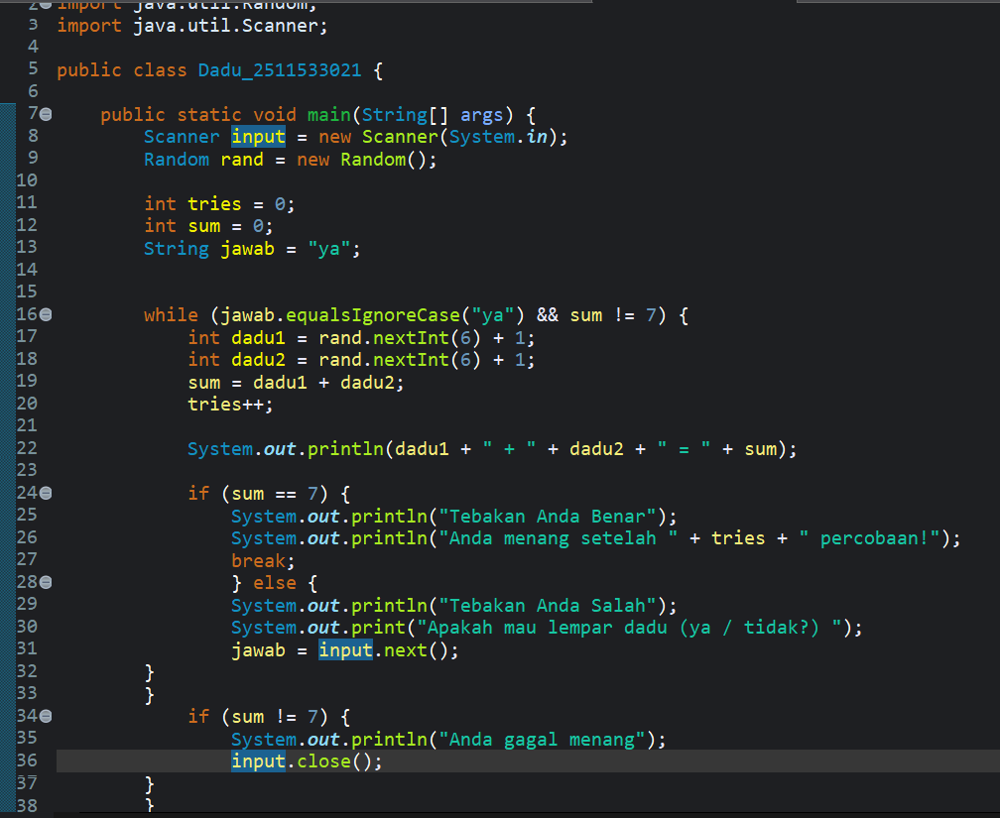 2 import java.util.Random;
3 import java.util.Scanner;
4
5 public class Dadu_2511533021 {
6
7 public static void main(String[] args) {
8 Scanner input = new Scanner(System.in);
9 Random rand = new Random();
10
11 int tries = 0;
12 int sum = 0;
13 String jawab = "ya";
14
15
16 while (jawab.equalsIgnoreCase("ya") && sum != 7) {
17 int dadu1 = rand.nextInt(6) + 1;
18 int dadu2 = rand.nextInt(6) + 1;
19 sum = dadu1 + dadu2;
20 tries++;
21
22 System.out.println(dadu1 + " + " + dadu2 + " = " + sum);
23
24 if (sum == 7) {
25 System.out.println("Tebakan Anda Benar");
26 System.out.println("Anda menang setelah " + tries + " percobaan!");
27 break;
28 } else {
29 System.out.println("Tebakan Anda Salah");
30 System.out.print("Apakah mau lempar dadu (ya / tidak?) ");
31 jawab = input.next();
32 }
33 }
34 if (sum != 7) {
35 System.out.println("Anda gagal menang");
36 input.close();
37 }
38 }